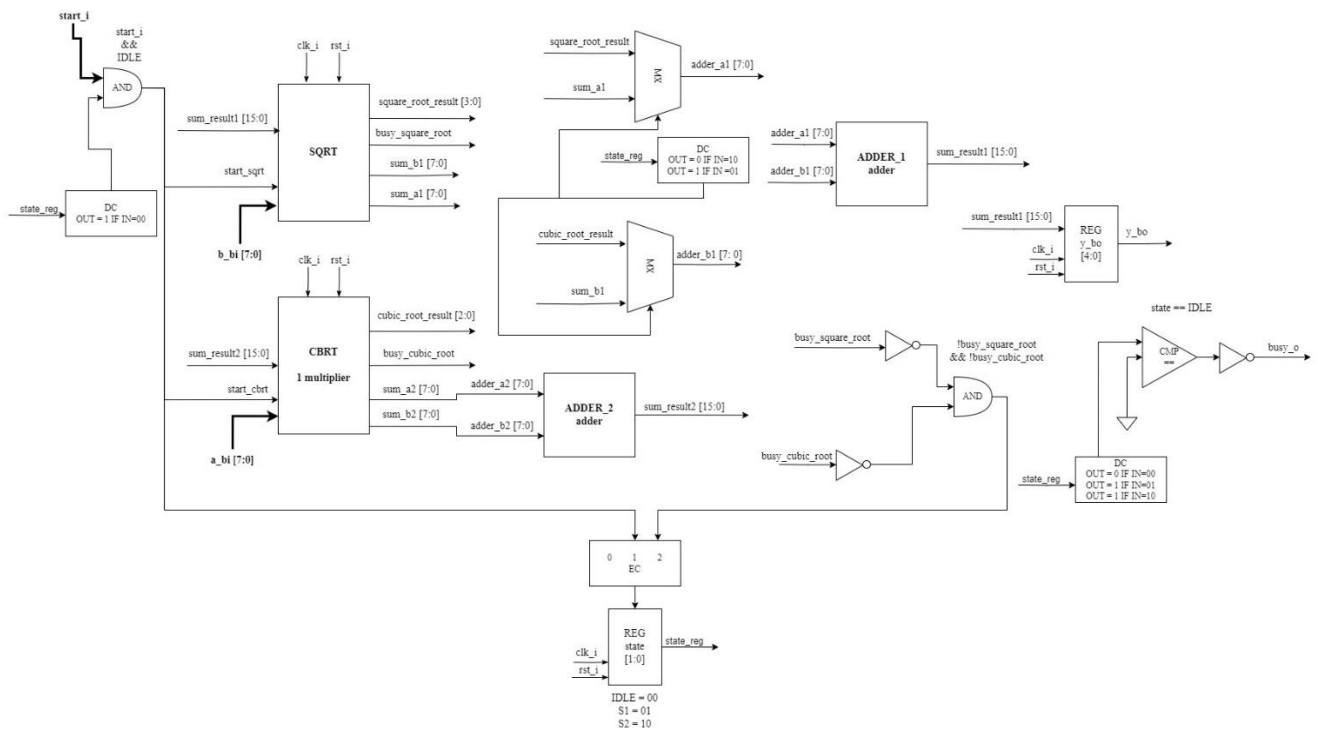 start_i
start_i
&&
IDLE
AND
state_reg
DC
OUT = 1 IF IN=00
clk_i
rst_i
sum_result1 [15:0]
start_sqrt
b_bi [7:0]
SQRT
square_root_result [3:0]
busy_square_root
sum_b1 [7:0]
sum_a1 [7:0]
clk_i
rst_i
sum_result2 [15:0]
start_cbrt
a_bi [7:0]
CBRT
1 multiplier
cubic_root_result [2:0]
busy_cubic_root
sum_a2 [7:0]
sum_b2 [7:0]
adder_a2 [7:0]
adder_b2 [7:0]
ADDER_2
adder
sum_result2 [15:0]
square_root_result
sum_a1
MX
adder_a1 [7:0]
state_reg
DC
OUT = 0 IF IN=10
OUT = 1 IF IN =01
cubic_root_result
sum_b1
MX
adder_b1 [7: 0]
adder_a1 [7:0]
adder_b1 [7:0]
ADDER_1
adder
sum_result1 [15:0]
sum_result1 [15:0]
clk_i
rst_i
REG
y_bo
[4:0]
y_bo
busy_square_root
busy_cubic_root
!busy_square_root
&& !busy_cubic_root
AND
state == IDLE
CMP
==
busy_o
state_reg
DC
OUT = 0 IF IN=00
OUT = 1 IF IN=01
OUT = 1 IF IN=10
0 1 2
EC
clk_i
rst_i
REG
state
[1:0]
state_reg
IDLE = 00
S1 = 01
S2 = 10